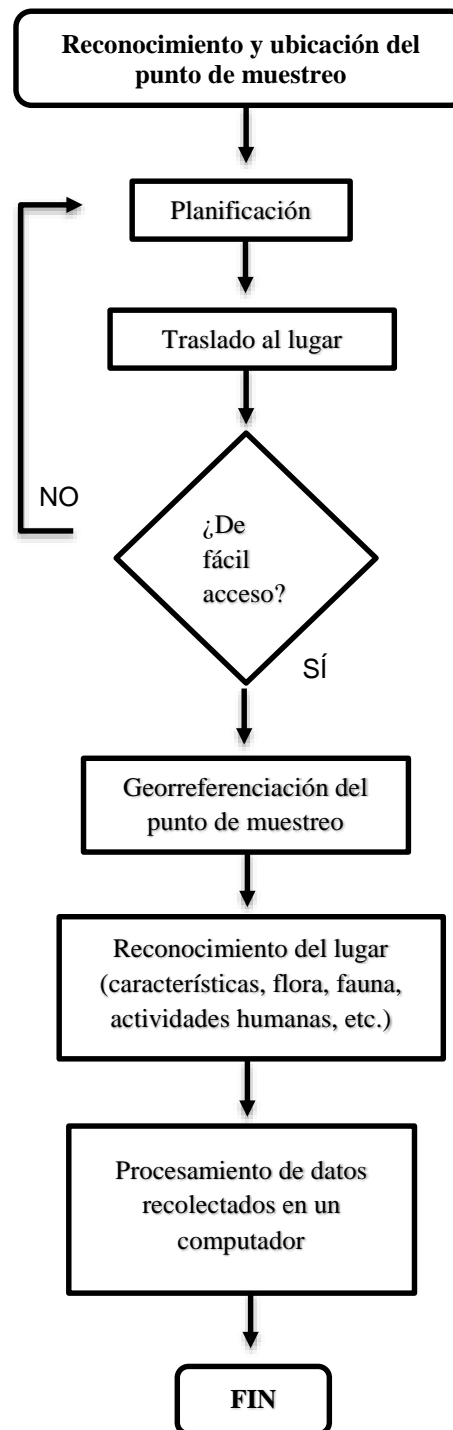 Reconocimiento y ubicación del
punto de muestreo
Planificación
Traslado al lugar
NO
¿De
fácil
acceso?
SÍ
Georreferenciación del
punto de muestreo
Reconocimiento del lugar
(característícas, flora, fauna,
actividades humanas, etc.)
Procesamiento de datos
recolectados en un
computador
FIN